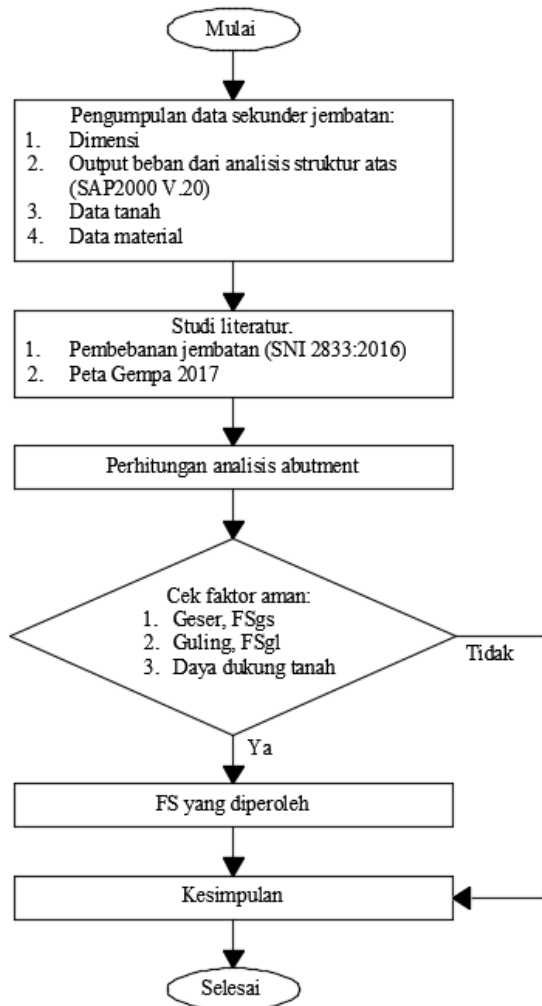 Mulai
Pengumpulan data sekunder jembatan:
1. Dimensi
2. Output beban dari analisis struktur atas
(SAP2000 V.20)
3. Data tanah
4. Data material
Studi literatur.
1. Pembebanan jembatan (SNI 2833:2016)
2. Peta Gempa 2017
Perhitungan analisis abutment
Cek faktor aman:
1. Geser, FSgs
2. Guling, FSgl
3. Daya dukung tanah
Tidak
Ya
FS yang diperoleh
Kesimpulan
Selesai